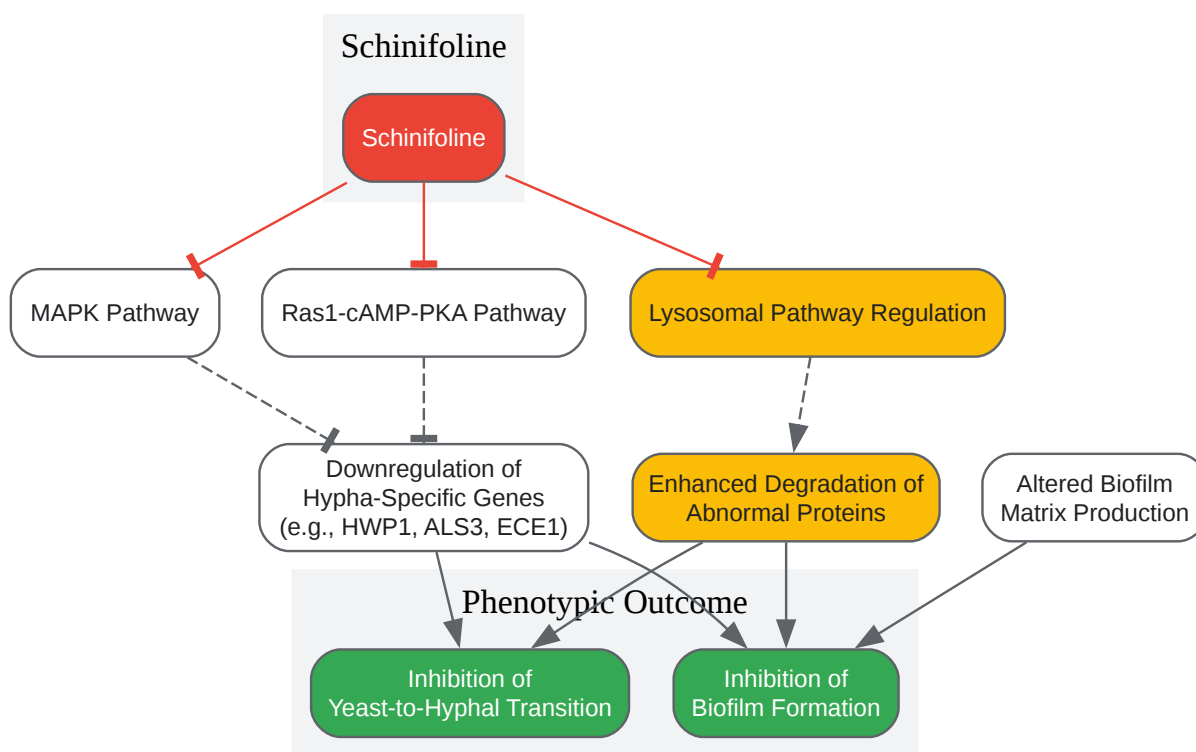 Schinifoline
Schinifoline
MAPK Pathway
Ras1-cAMP-PKA Pathway
Lysosomal Pathway Regulation
Downregulation of
Hypha-Specific Genes
(e.g., HWP1, ALS3, ECE1)
Enhanced Degradation of
Abnormal Proteins
Altered Biofilm
Matrix Production
Phenotypic Outcome
Inhibition of
Yeast-to-Hyphal Transition
Inhibition of
Biofilm Formation